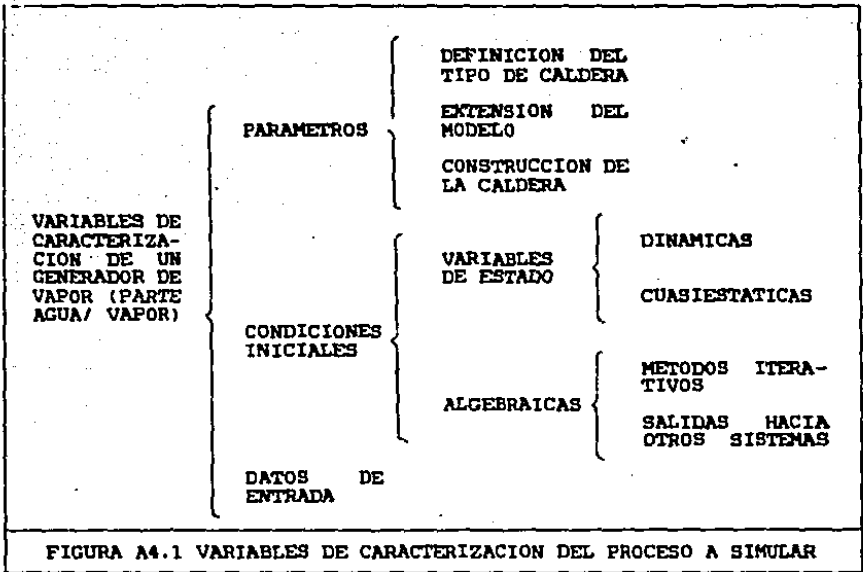 VARIABLES DE
CARACTERIZA-
CION DE UN
GENERADOR DE
VAPOR (PARTE
AGUA/ VAPOR)
PARAMETROS
DEFINICION DEL
TIPO DE CALDERA
EXTENSION DEL
MODELO
CONSTRUCCION DE
LA CALDERA
CONDICIONES
INICIALES
VARIABLES
DE ESTADO
DINAMICAS
CUASIESTATICAS
ALGEBRAICAS
METODOS ITERA-
TIVOS
SALIDAS HACIA
OTROS SISTEMAS
DATOS DE
ENTRADA
FIGURA A4.1 VARIABLES DE CARACTERIZACION DEL PROCESO A SIMULAR